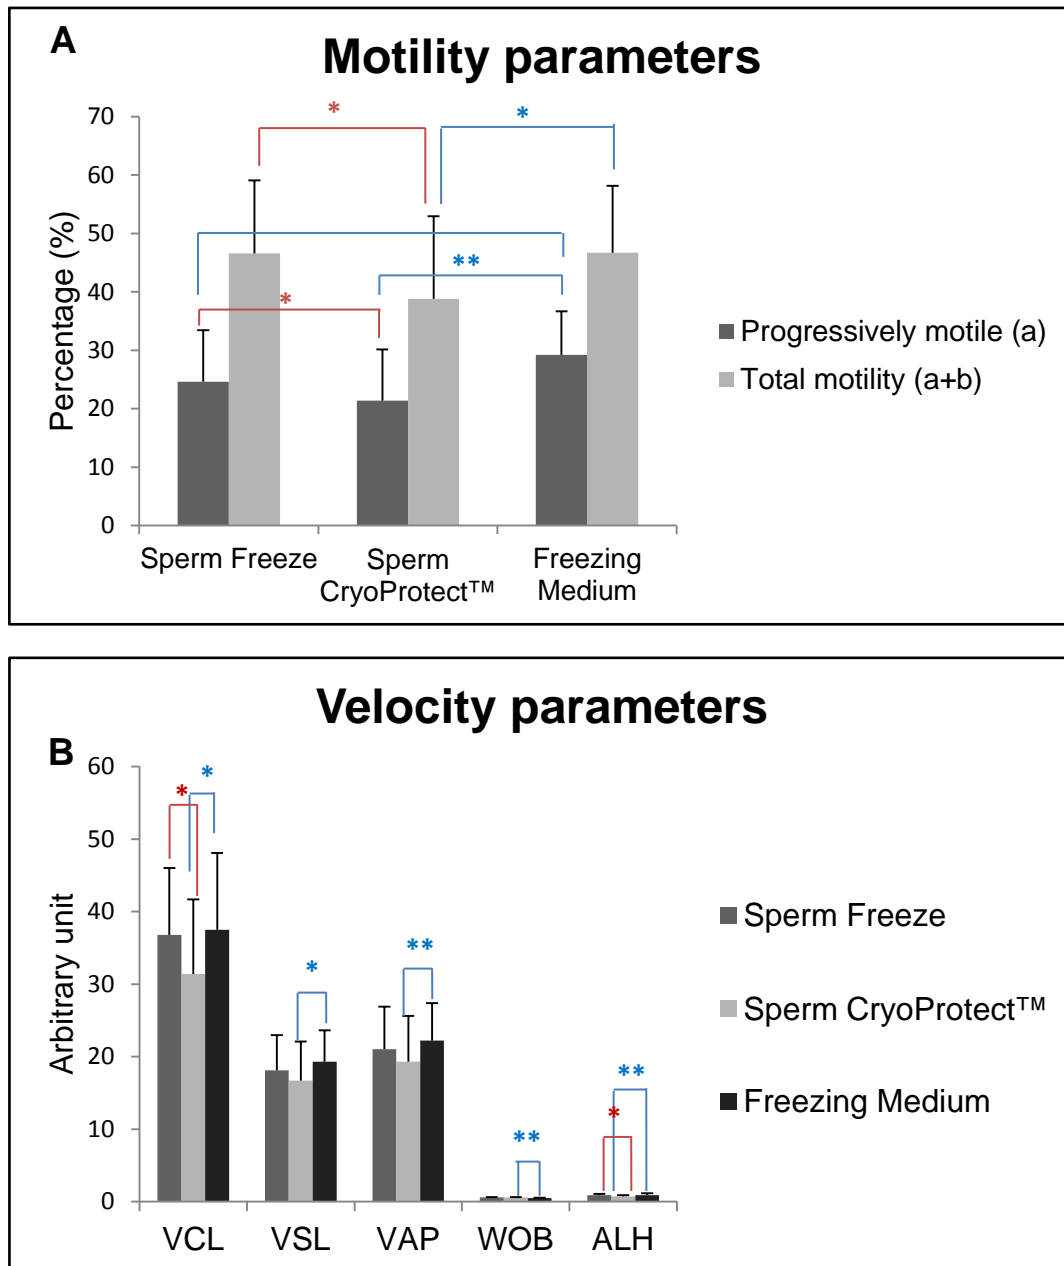 A
Motility parameters
70
60
50
40
30
20
10
0
Percentage (%)
*
*
**
*
Sperm Freeze
Sperm
CryoProtect™
Freezing
Medium
Progressively motile (a)
Total motility (a+b)
Velocity parameters
B
60
50
40
30
20
10
0
Arbitrary unit
*
*
*
**
**
*
**
VCL
VSL
VAP
WOB
ALH
Sperm Freeze
Sperm CryoProtect™
Freezing Medium